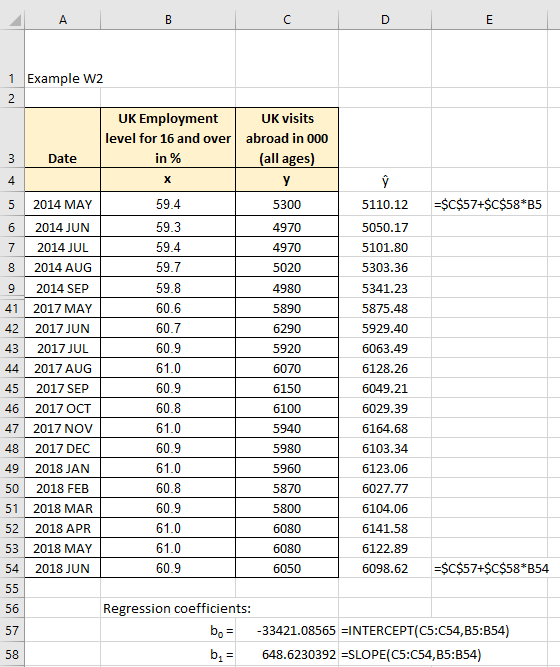 A B C D E
1 Example W2
2
3 Date UK Employment level for 16 and over in % UK visits abroad in 000 (all ages)
4 x y ŷ
5 2014 MAY 59.4 5300 5110.12 =$C$57+$C$58*B5
6 2014 JUN 59.3 4970 5050.17
7 2014 JUL 59.4 4970 5101.80
8 2014 AUG 59.7 5020 5303.36
9 2014 SEP 59.8 4980 5341.23
41 2017 MAY 60.6 5890 5875.48
42 2017 JUN 60.7 6290 5929.40
43 2017 JUL 60.9 5920 6063.49
44 2017 AUG 61.0 6070 6128.26
45 2017 SEP 60.9 6150 6049.21
46 2017 OCT 60.8 6100 6029.39
47 2017 NOV 61.0 5940 6164.68
48 2017 DEC 60.9 5980 6103.34
49 2018 JAN 61.0 5960 6123.06
50 2018 FEB 60.8 5870 6027.77
51 2018 MAR 60.9 5800 6104.06
52 2018 APR 61.0 6080 6141.58
53 2018 MAY 61.0 6080 6122.89
54 2018 JUN 60.9 6050 6098.62 =$C$57+$C$58*B54
55
56 Regression coefficients:
57 b₀ = -33421.08565 =INTERCEPT(C5:C54,B5:B54)
58 b₁ = 648.6230392 =SLOPE(C5:C54,B5:B54)